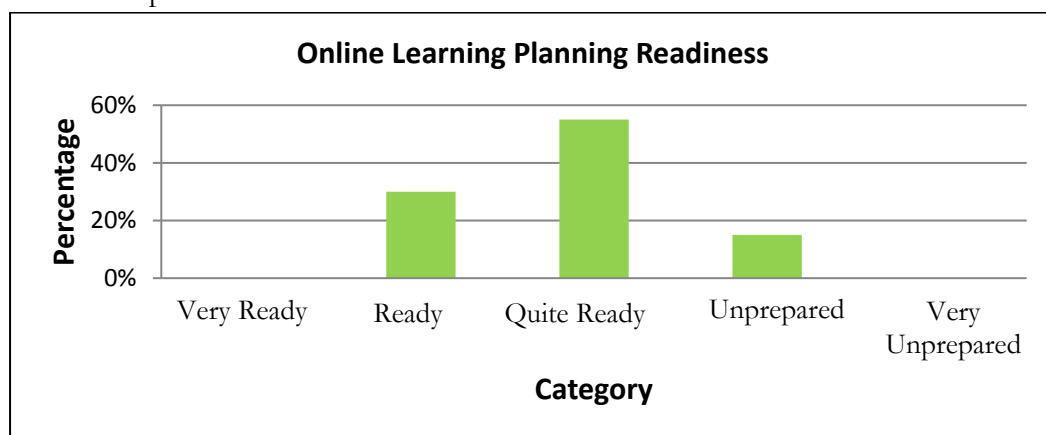 Online Learning Planning Readiness
Percentage
60%
40%
20%
0%
Very Ready
Ready
Quite Ready
Unprepared
Very
Unprepared
Category